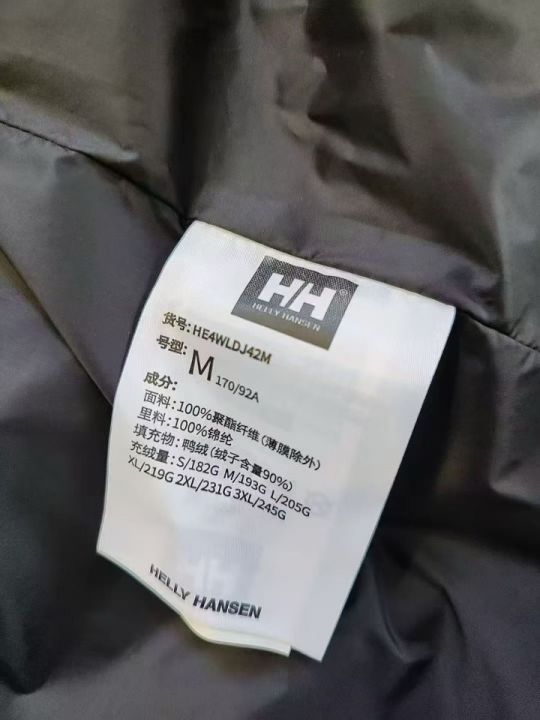 HH
HELLY HANSEN
货号: HE4WLDJ42M
号型: M 170/92A
成分:
面料: 100%聚酯纤维(薄膜除外)
里料: 100%锦纶
填充物: 鸭绒(绒子含量90%)
充绒量: S/182G M/193G L/205G
XL/219G 2XL/231G 3XL/245G
HELLY HANSEN